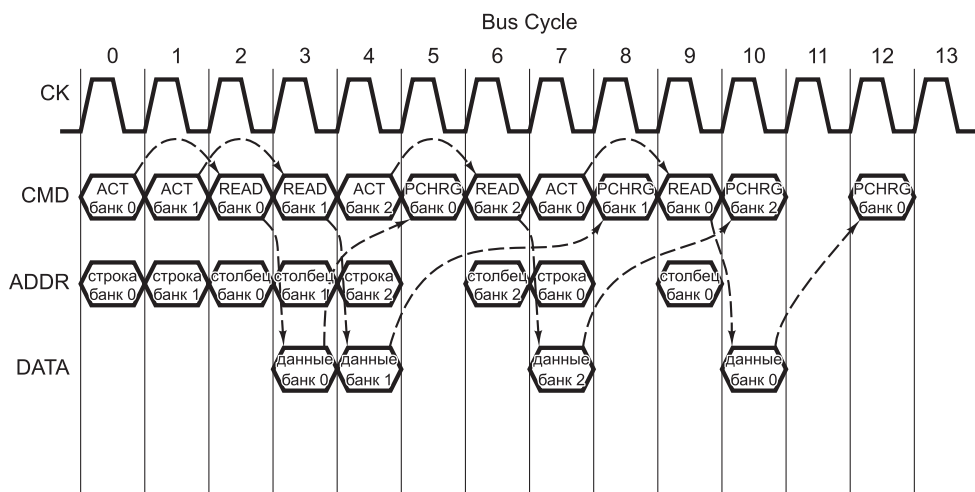 Bus Cycle
0 1 2 3 4 5 6 7 8 9 10 11 12 13
CK
CMD
ACT
банк 0
ACT
банк 1
READ
банк 0
READ
банк 1
ACT
банк 2
PCHRG
банк 0
READ
банк 2
ACT
банк 0
PCHRG
банк 1
READ
банк 0
PCHRG
банк 2
PCHRG
банк 0
ADDR
строка
банк 0
строка
банк 1
столбец
банк 0
столбец
банк 1
строка
банк 2
столбец
банк 2
строка
банк 0
столбец
банк 0
DATA
данные
банк 0
данные
банк 1
данные
банк 2
данные
банк 0